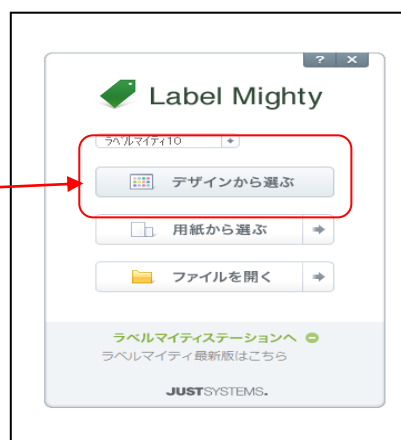 ? X
Label Mighty
ラベルマイティ10
デザインから選ぶ
用紙から選ぶ
ファイルを開く
ラベルマイティステーションへ
ラベルマイティ最新版はこちら
JUSTSYSTEMS.